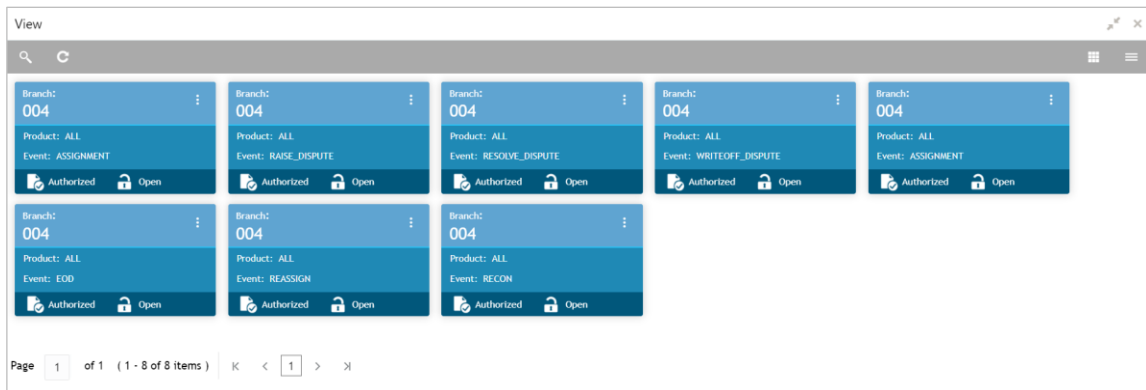 View
Branch:
004
Product: ALL
Event: ASSIGNMENT
Authorized Open
Branch:
004
Product: ALL
Event: RAISE_DISPUTE
Authorized Open
Branch:
004
Product: ALL
Event: RESOLVE_DISPUTE
Authorized Open
Branch:
004
Product: ALL
Event: WRITEOFF_DISPUTE
Authorized Open
Branch:
004
Product: ALL
Event: ASSIGNMENT
Authorized Open
Branch:
004
Product: ALL
Event: EOD
Authorized Open
Branch:
004
Product: ALL
Event: REASSIGN
Authorized Open
Branch:
004
Product: ALL
Event: RECON
Authorized Open
Page 1 of 1 ( 1 - 8 of 8 items ) 1